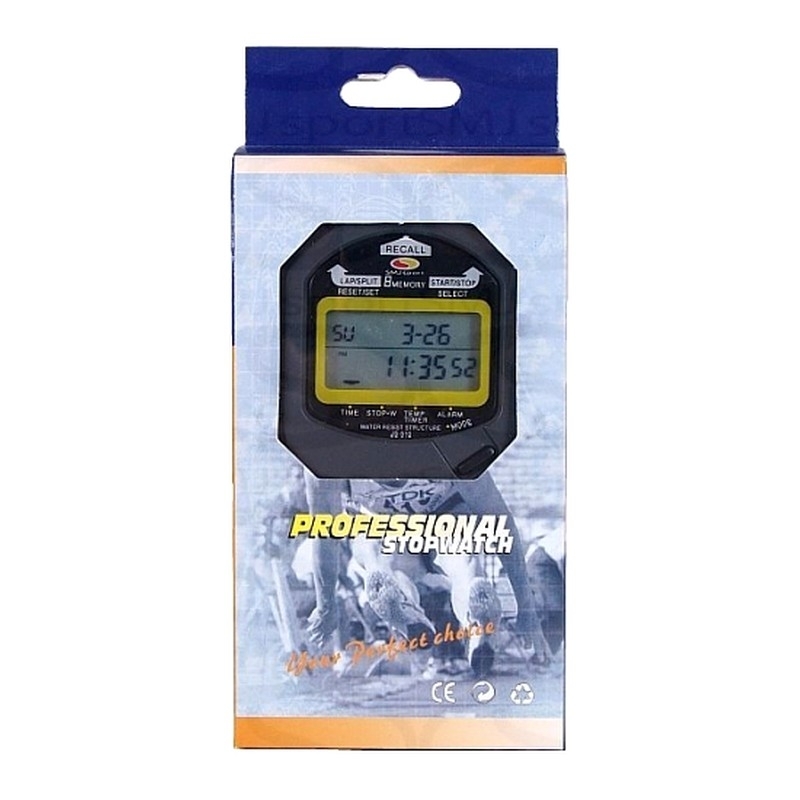 RECALL
LAP/SPLIT
8 MEMORY
START/STOP
RESET/SET
SELECT
SU 3-26
11:35 52
TIME STOP-W TEMP ALARM
TIMER
WATER RESIST STRUCTURE
MODE
TDK
PROFESSIONAL
STOPWATCH
Your Perfect choice
CE